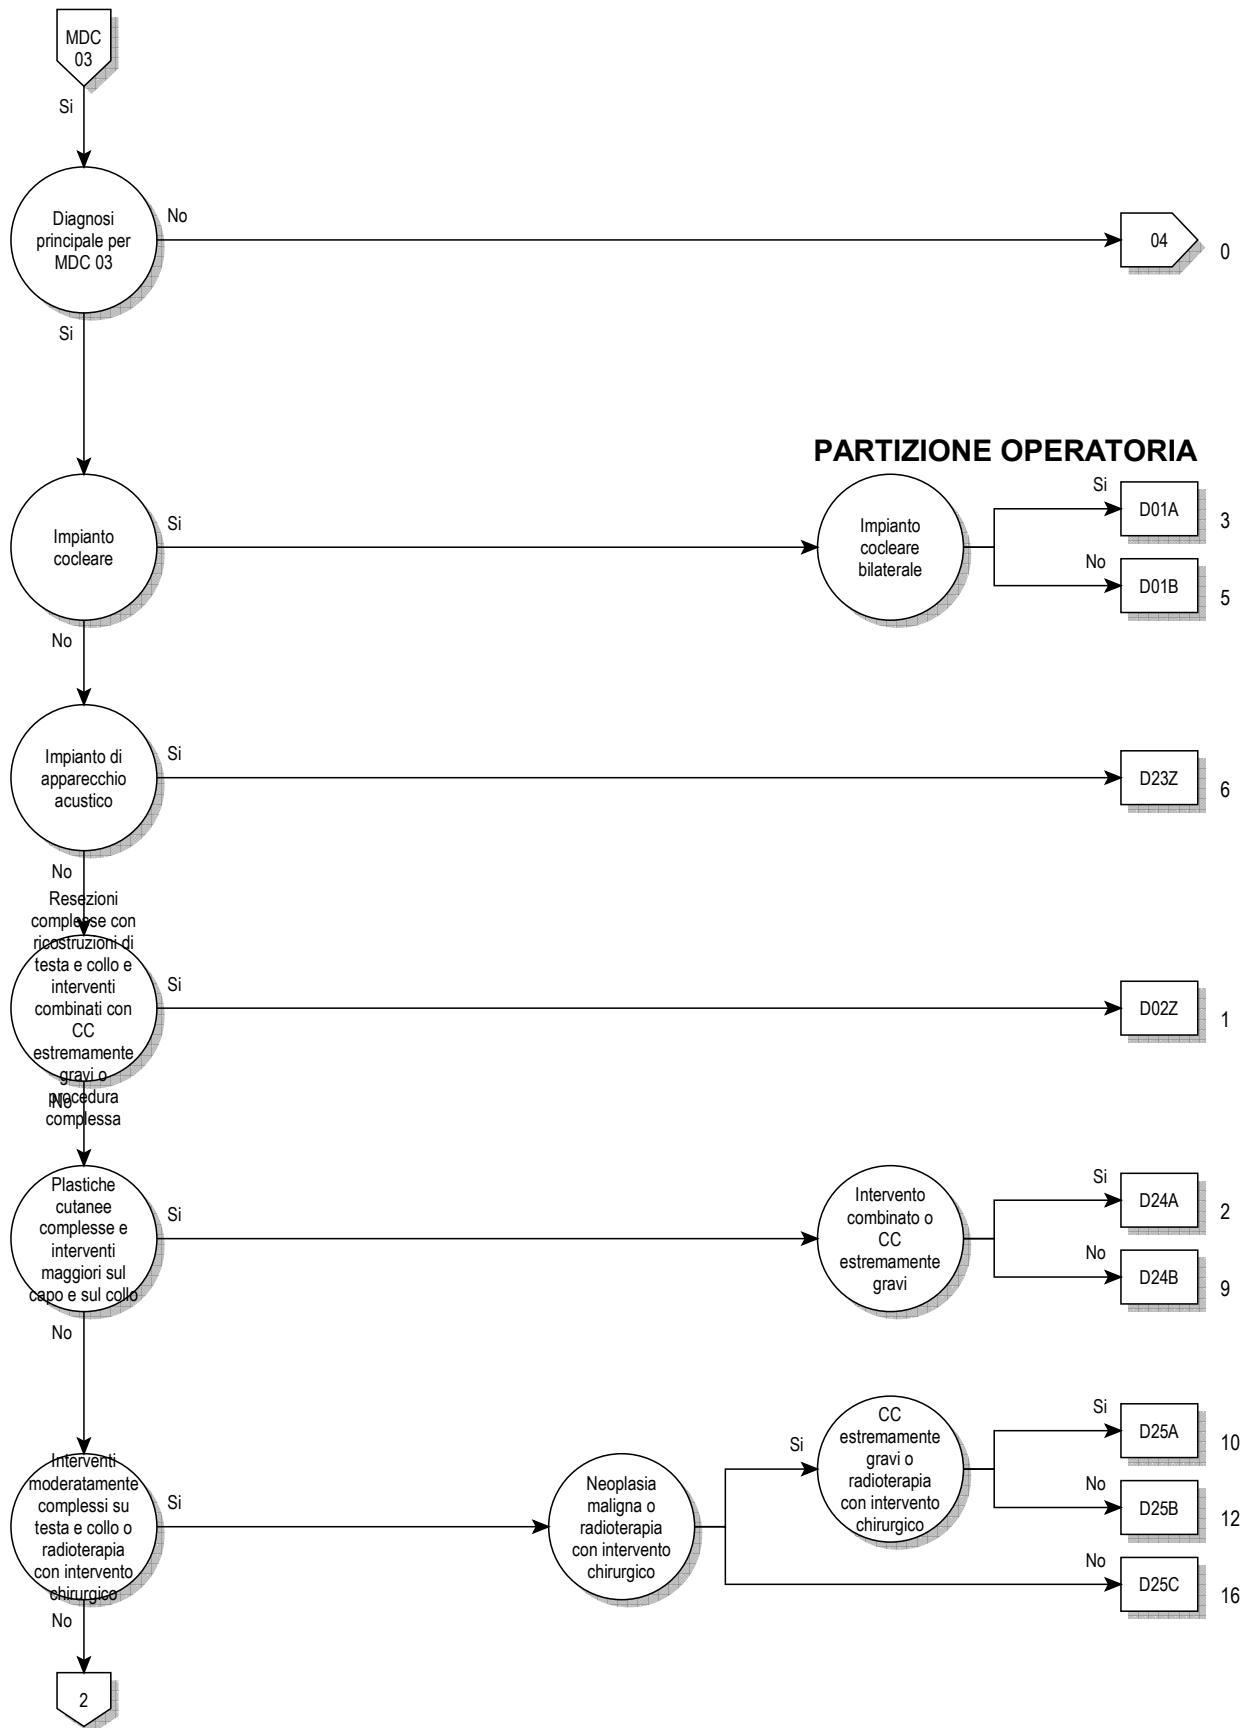 MDC
03
Si
Diagnosi
principale per
MDC 03
No
04
0
Si
PARTIZIONE OPERATORIA
Impianto
cocleare
Si
Impianto
cocleare
bilaterale
Si
D01A
3
No
D01B
5
No
Impianto di
apparecchio
acustico
Si
D23Z
6
No
Resezioni
complesse con
ricostruzioni di
testa e collo e
interventi
combinati con
CC
estremamente
gravi o
procedura
complessa
Si
D02Z
1
No
Plastiche
cutanee
complesse e
interventi
maggiori sul
capo e sul collo
Si
Intervento
combinato o
CC
estremamente
gravi
Si
D24A
2
No
D24B
9
No
Interventi
moderatamente
complessi su
testa e collo o
radioterapia
con intervento
chirurgico
Si
Neoplasia
maligna o
radioterapia
con intervento
chirurgico
Si
CC
estremamente
gravi o
radioterapia
con intervento
chirurgico
Si
D25A
10
No
D25B
12
No
D25C
16
No
2